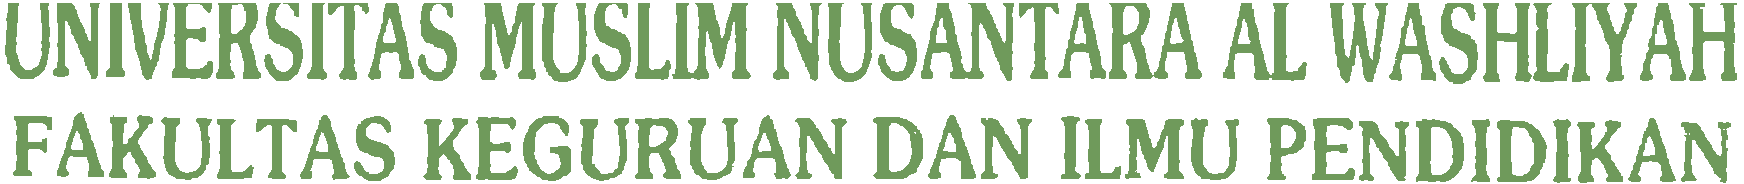 UNIVERSITAS MUSLIM NUSANTARA AL WASHLIYAH
FAKULTAS KEGURUAN DAN ILMU PENDIDIKAN